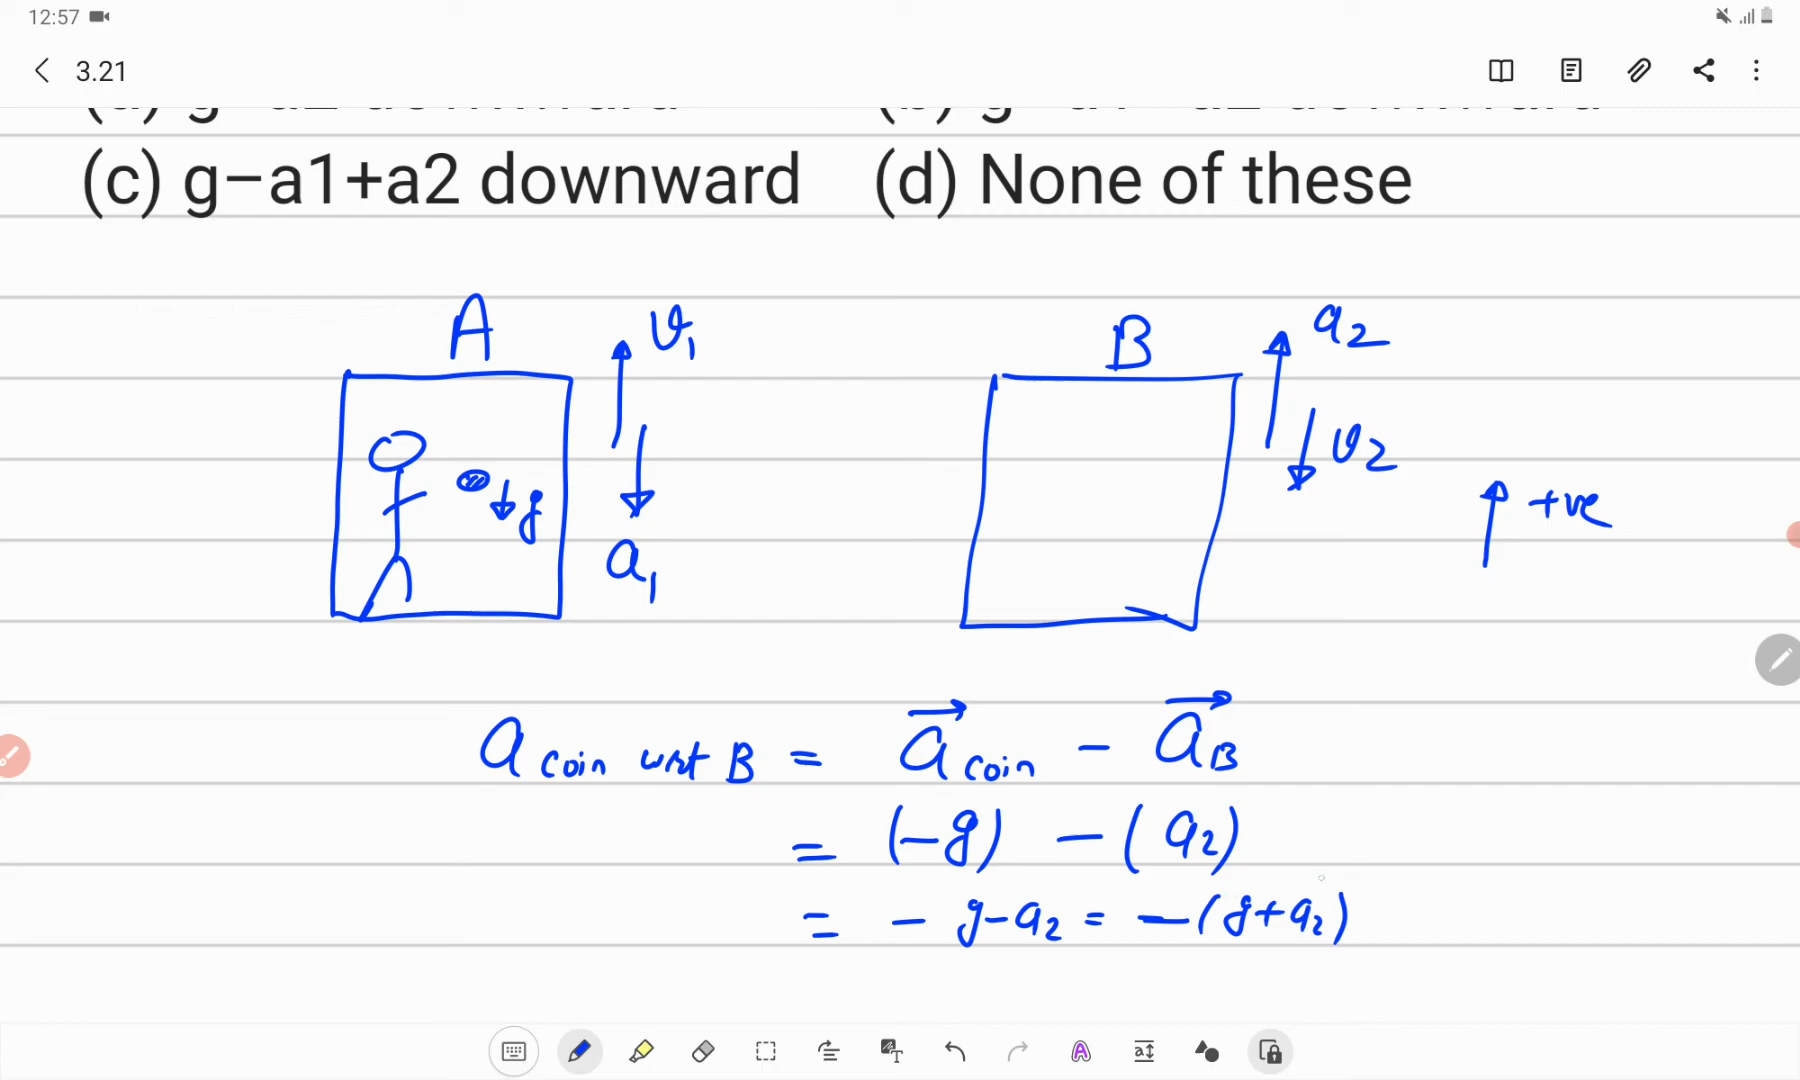 12:57
3.21
(c) g–a1+a2 downward (d) None of these
A v₁ B a₂
g v₂ +ve
a₁
a coin wrt B = a⃗ coin – a⃗ B
= (–g) – (a₂)
= – g–a₂ = –(g+a₂)